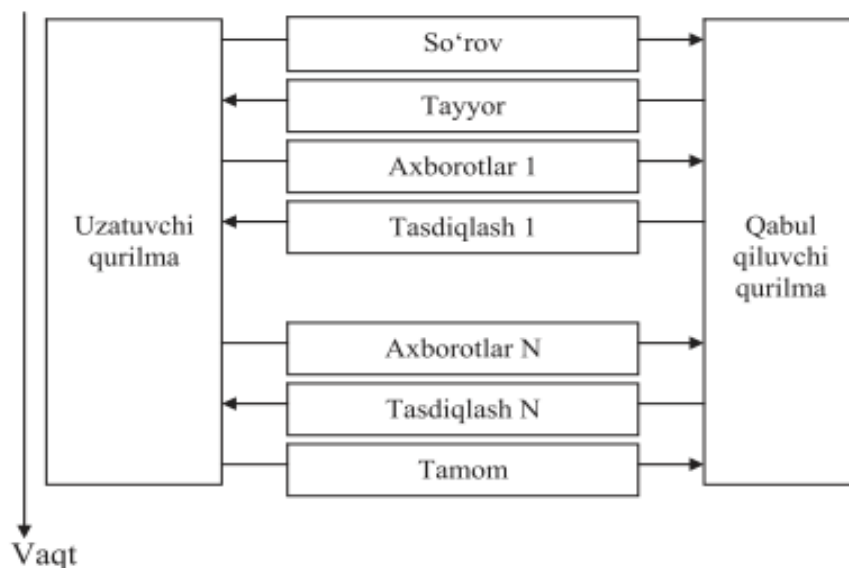 So‘rov
Tayyor
Axborotlar 1
Tasdiqlash 1
Uzatuvchi
qurilma
Qabul
qiluvchi
qurilma
Axborotlar N
Tasdiqlash N
Tamom
Vaqt